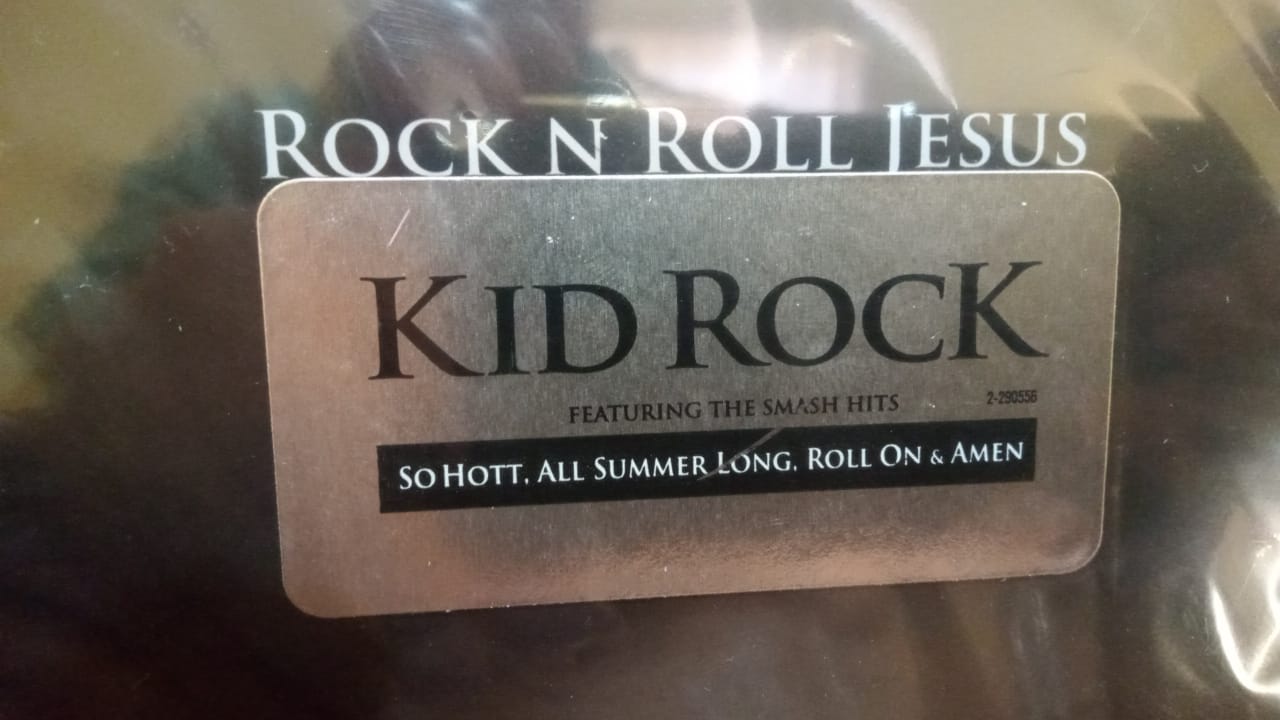 ROCK N ROLL JESUS
KID ROCK
FEATURING THE SMASH HITS
2-290556
SO HOTT, ALL SUMMER LONG, ROLL ON & AMEN